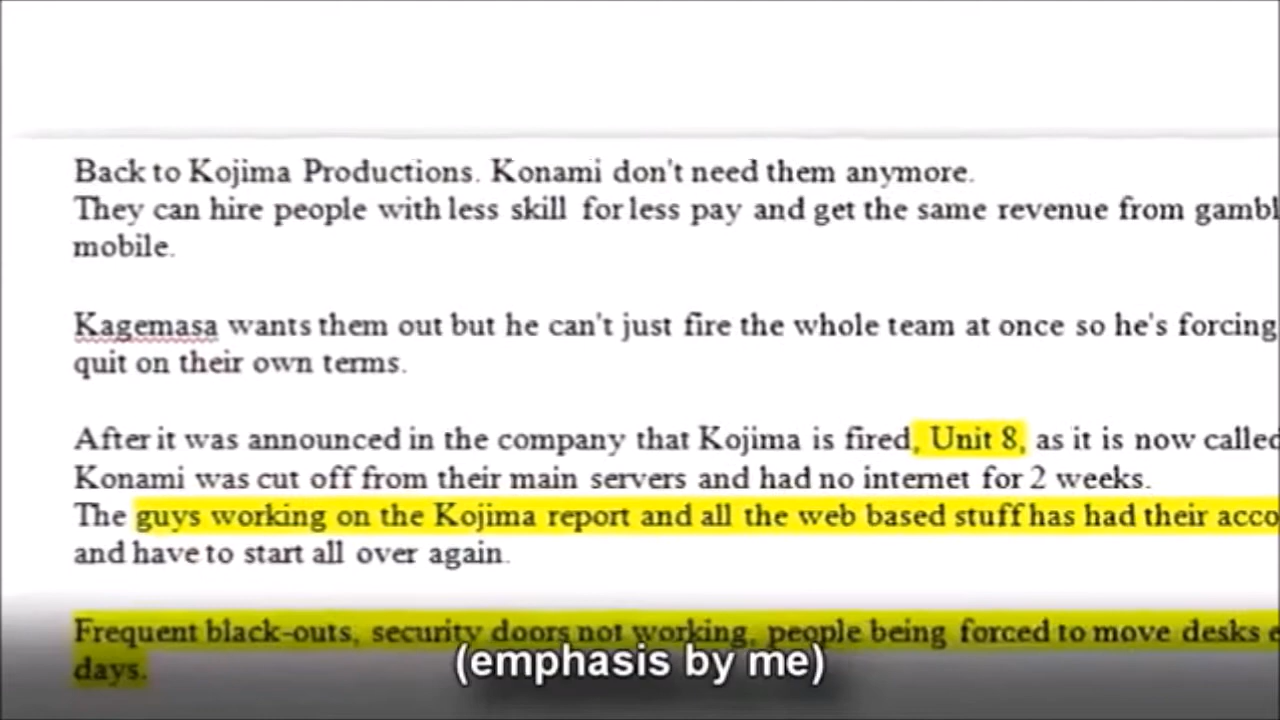 Back to Kojima Productions. Konami don't need them anymore.
They can hire people with less skill for less pay and get the same revenue from gambl
mobile.
Kagemasa wants them out but he can't just fire the whole team at once so he's forcing
quit on their own terms.
After it was announced in the company that Kojima is fired, Unit 8, as it is now called
Konami was cut off from their main servers and had no internet for 2 weeks.
The guys working on the Kojima report and all the web based stuff has had their acco
and have to start all over again.
Frequent black-outs, security doors not working, people being forced to move desks e
days.
(emphasis by me)